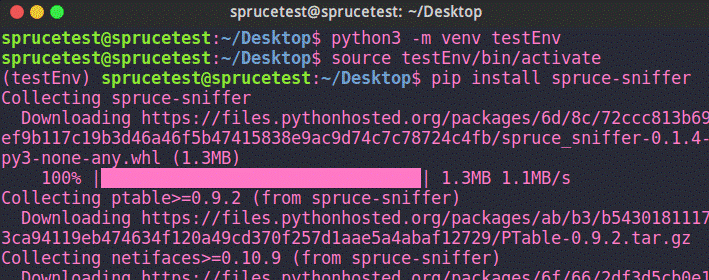 sprucetest@sprucetest: ~/Desktop
sprucetest@sprucetest:~/Desktop$ python3 -m venv testEnv
sprucetest@sprucetest:~/Desktop$ source testEnv/bin/activate
(testEnv) sprucetest@sprucetest:~/Desktop$ pip install spruce-sniffer
Collecting spruce-sniffer
  Downloading https://files.pythonhosted.org/packages/6d/8c/72ccc813b69
ef9b117c19b3d46a46f5b47415838e9ac9d74c7c78724c4fb/spruce_sniffer-0.1.4-
py3-none-any.whl (1.3MB)
    100% |████████████████████████████████| 1.3MB 1.1MB/s
Collecting ptable>=0.9.2 (from spruce-sniffer)
  Downloading https://files.pythonhosted.org/packages/ab/b3/b5430181117
3ca94119eb474634f120a49cd370f257d1aae5a4abaf12729/PTable-0.9.2.tar.gz
Collecting netifaces>=0.10.9 (from spruce-sniffer)
  Downloading https://files.pythonhosted.org/packages/6f/66/2df3d5cb0e1